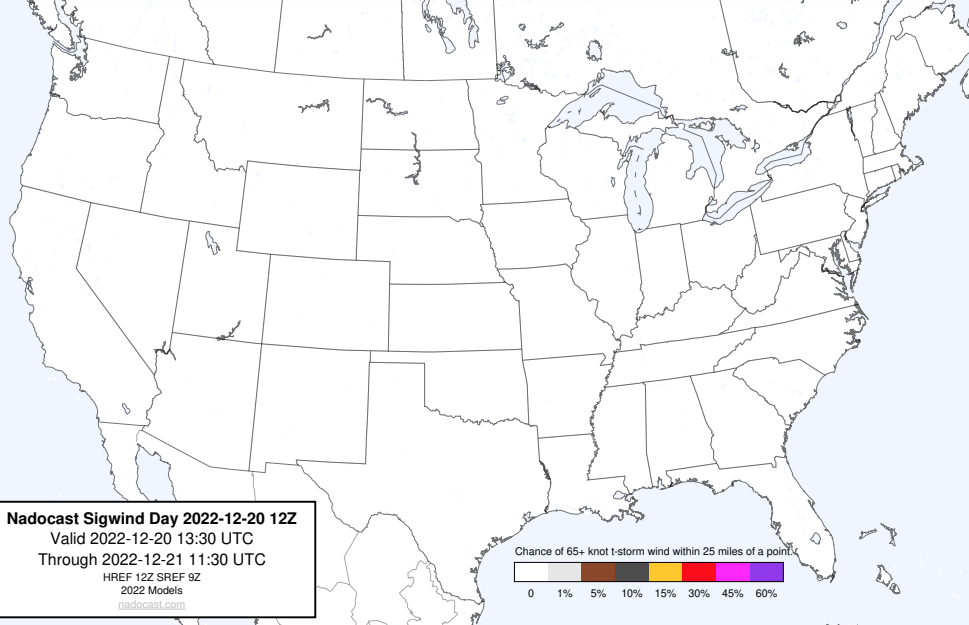 Nadocast Sigwind Day 2022-12-20 12Z
Valid 2022-12-20 13:30 UTC
Through 2022-12-21 11:30 UTC
HREF 12Z SREF 9Z
2022 Models
nadocast.com
Chance of 65+ knot t-storm wind within 25 miles of a point.
0 1% 5% 10% 15% 30% 45% 60%